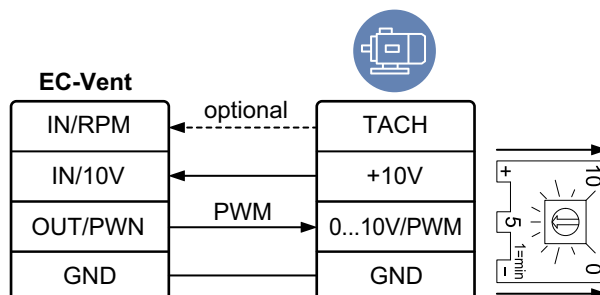 EC-Vent
optional
IN/RPM
TACH
IN/10V
+10V
OUT/PWN
PWM
0...10V/PWM
GND
GND
+
5
-
1=min
10
0